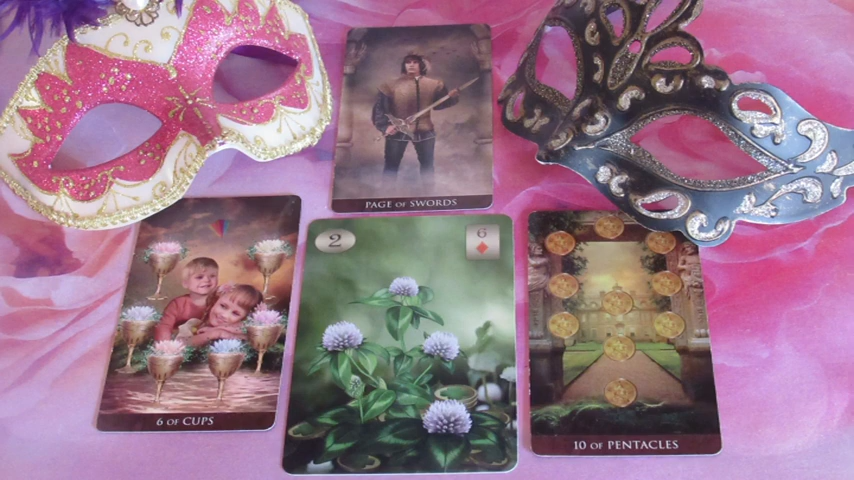 PAGE OF SWORDS
2
6
6 OF CUPS
10 OF PENTACLES